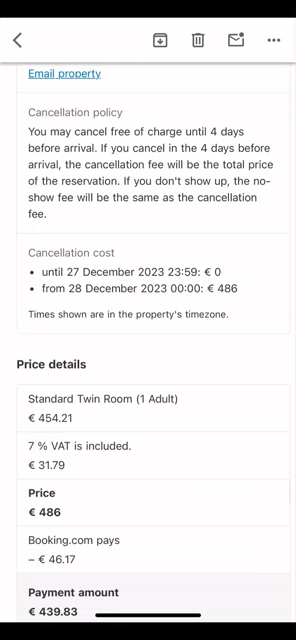 Email property
Cancellation policy
You may cancel free of charge until 4 days
before arrival. If you cancel in the 4 days before
arrival, the cancellation fee will be the total price
of the reservation. If you don't show up, the no-
show fee will be the same as the cancellation
fee.
Cancellation cost
• until 27 December 2023 23:59: € 0
• from 28 December 2023 00:00: € 486
Times shown are in the property's timezone.
Price details
Standard Twin Room (1 Adult)
€ 454.21
7 % VAT is included.
€ 31.79
Price
€ 486
Booking.com pays
− € 46.17
Payment amount
€ 439.83